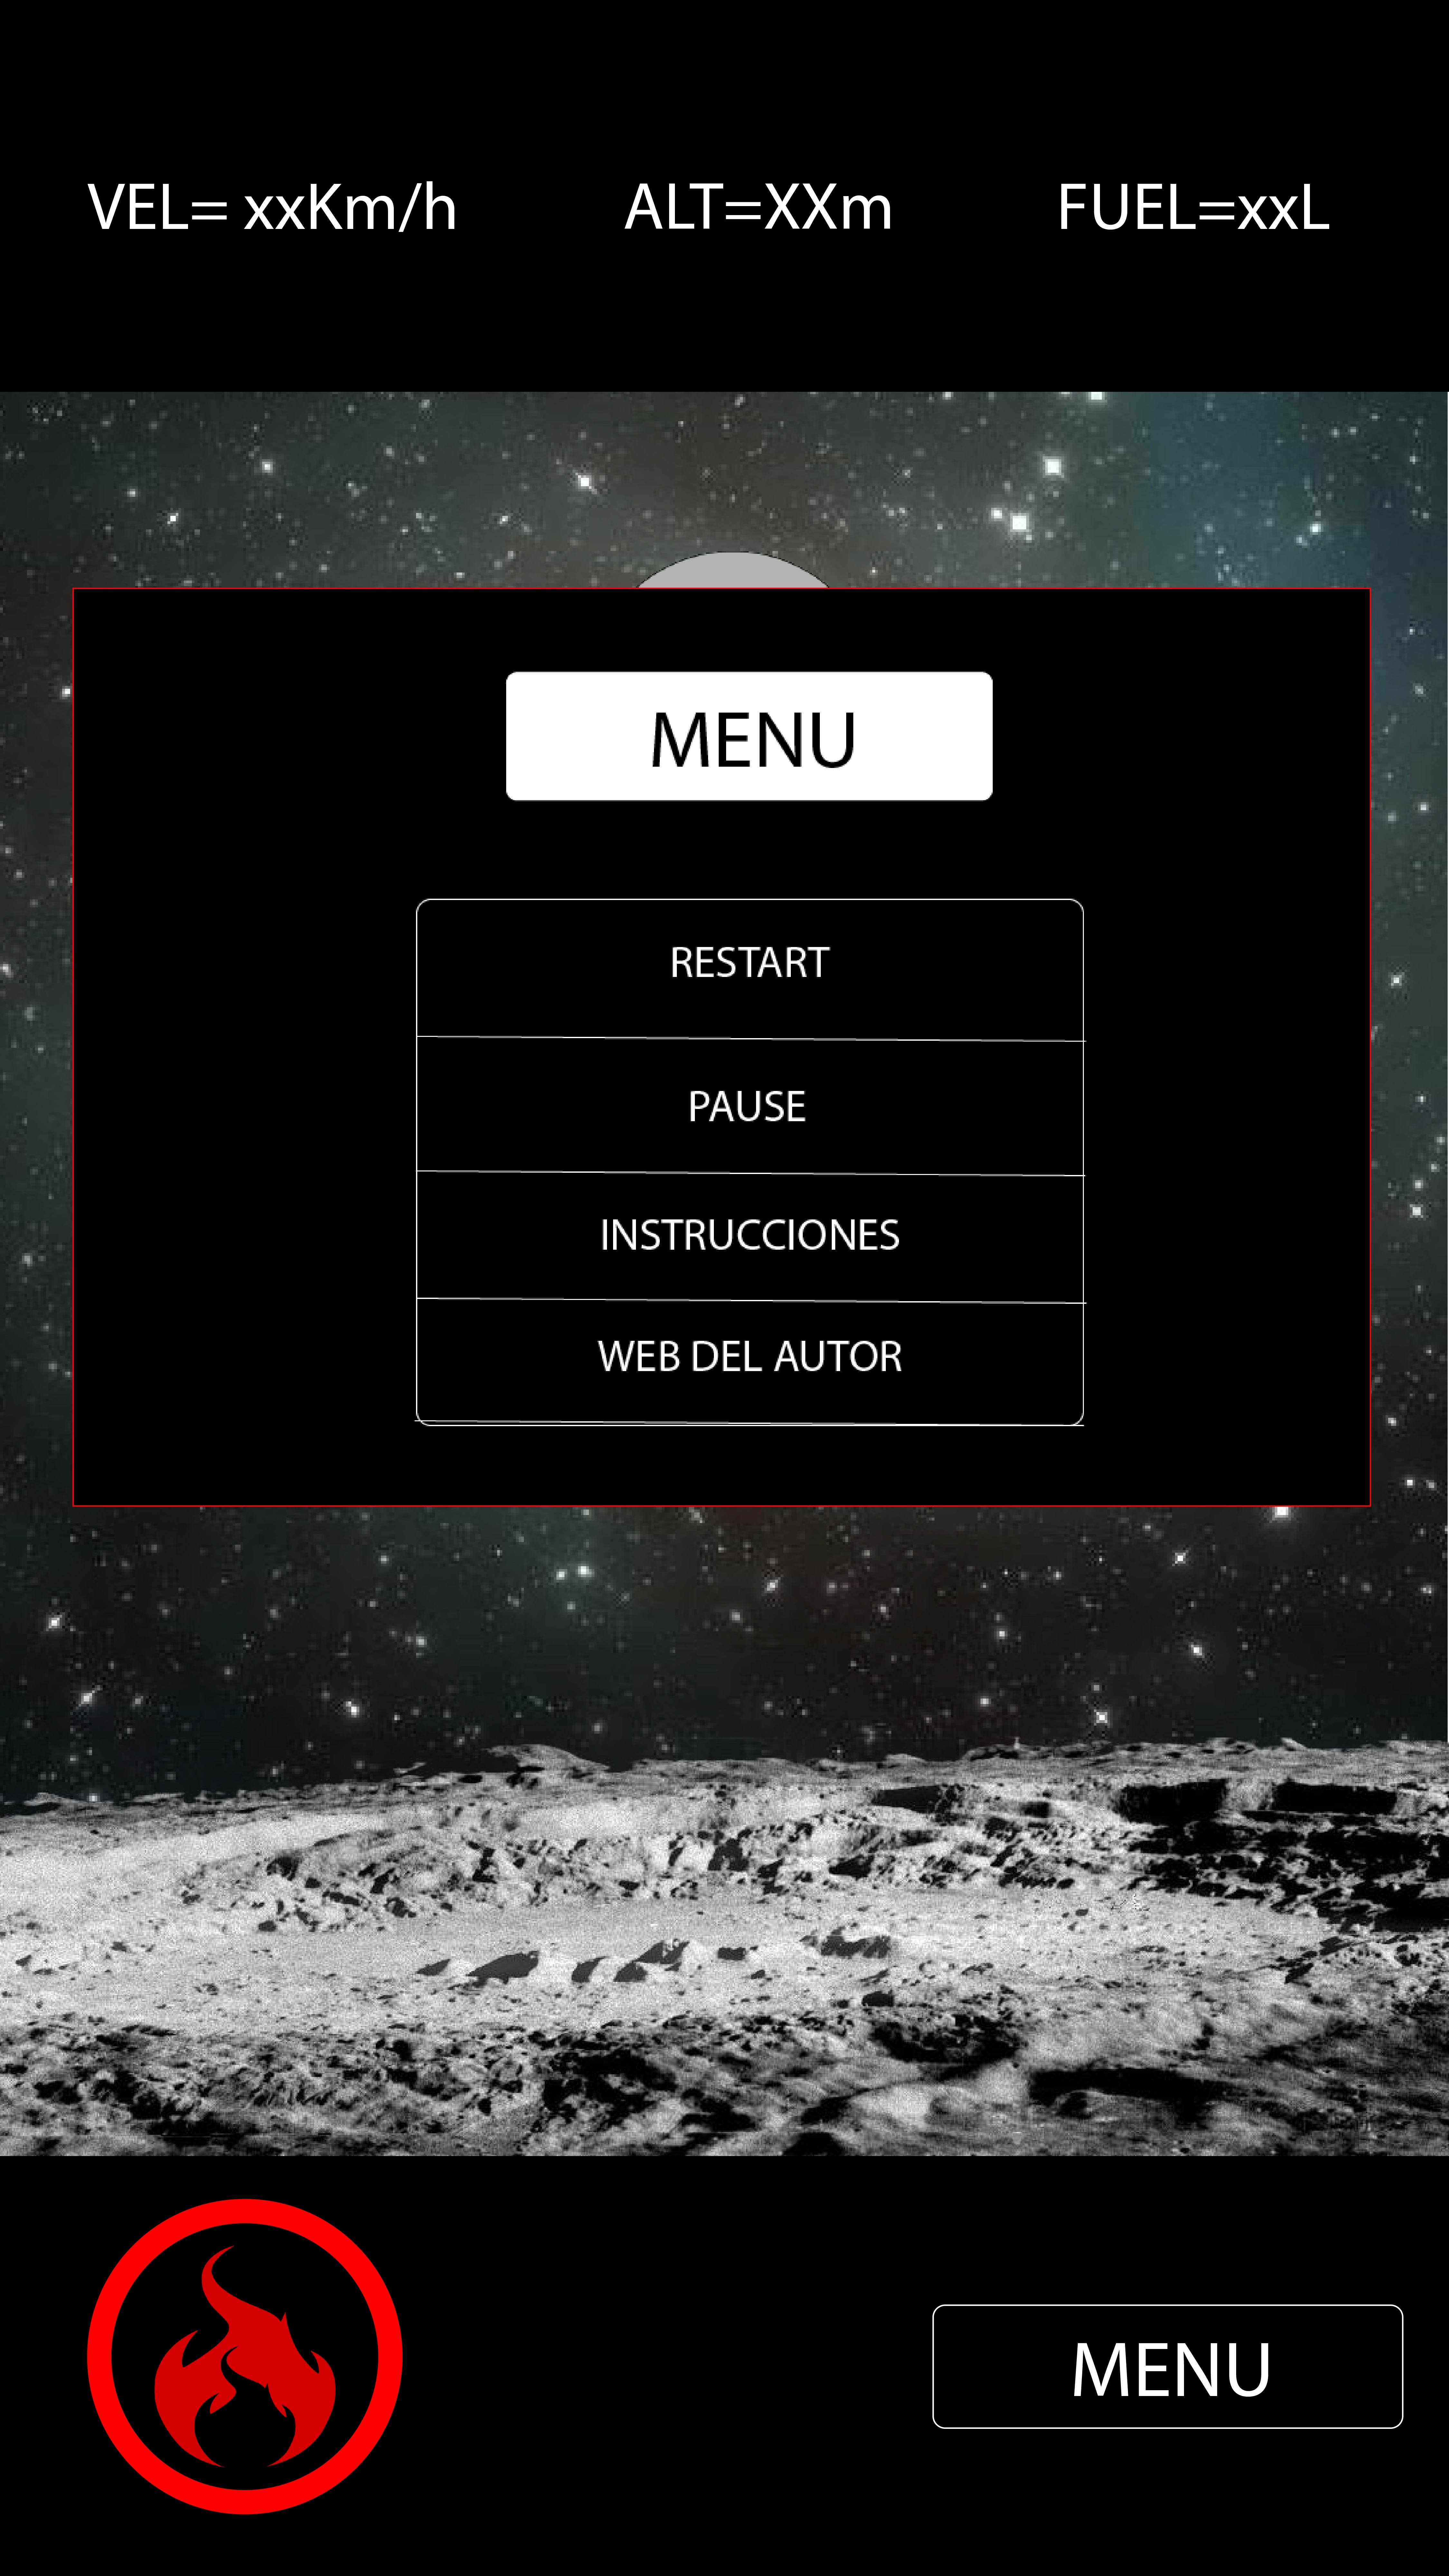 VEL= xxKm/h ALT=XXm FUEL=xxL
MENU
RESTART
PAUSE
INSTRUCCIONES
WEB DEL AUTOR
MENU